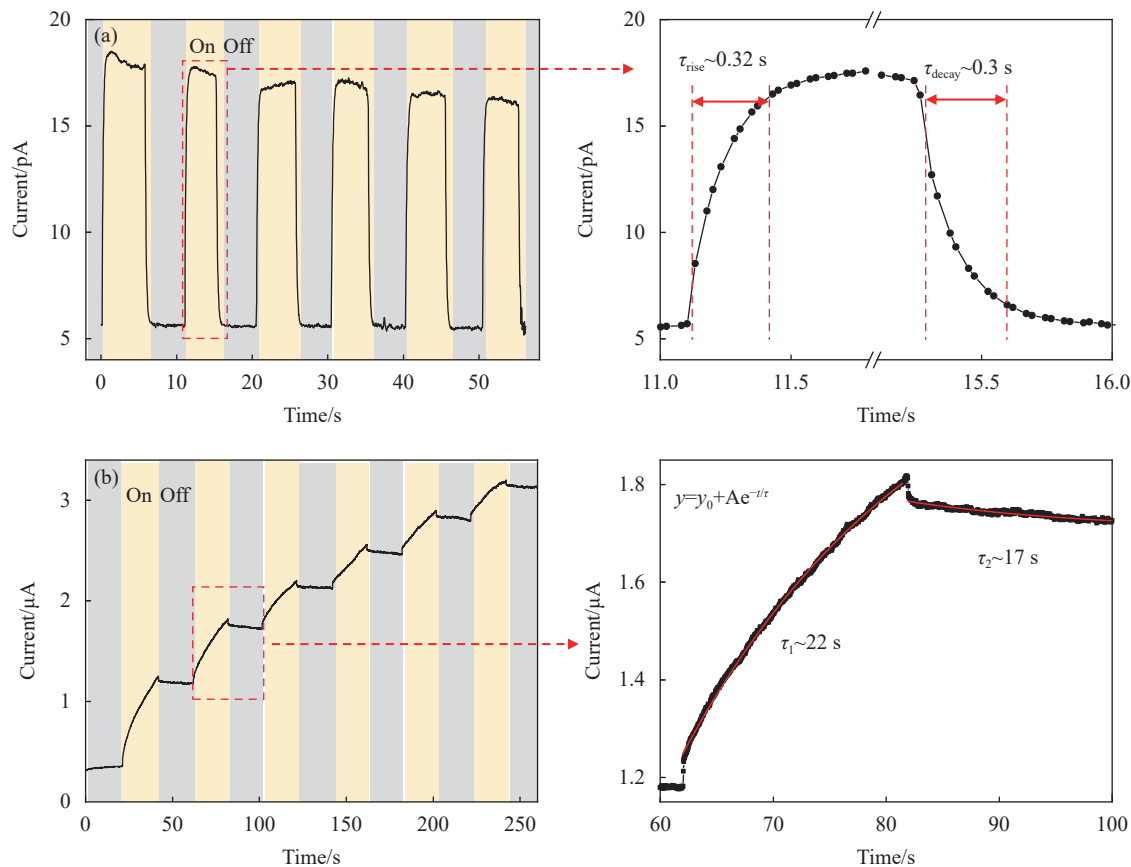 (a)
On Off
20
15
10
5
Current/pA
0
10
20
30
40
50
Time/s
τrise~0.32 s
τdecay~0.3 s
20
15
10
5
Current/pA
11.0
11.5
15.5
16.0
Time/s
(b)
On Off
3
2
1
0
Current/μA
0
50
100
150
200
250
Time/s
y=y0+Ae−t/τ
τ2~17 s
τ1~22 s
1.8
1.6
1.4
1.2
Current/μA
60
70
80
90
100
Time/s